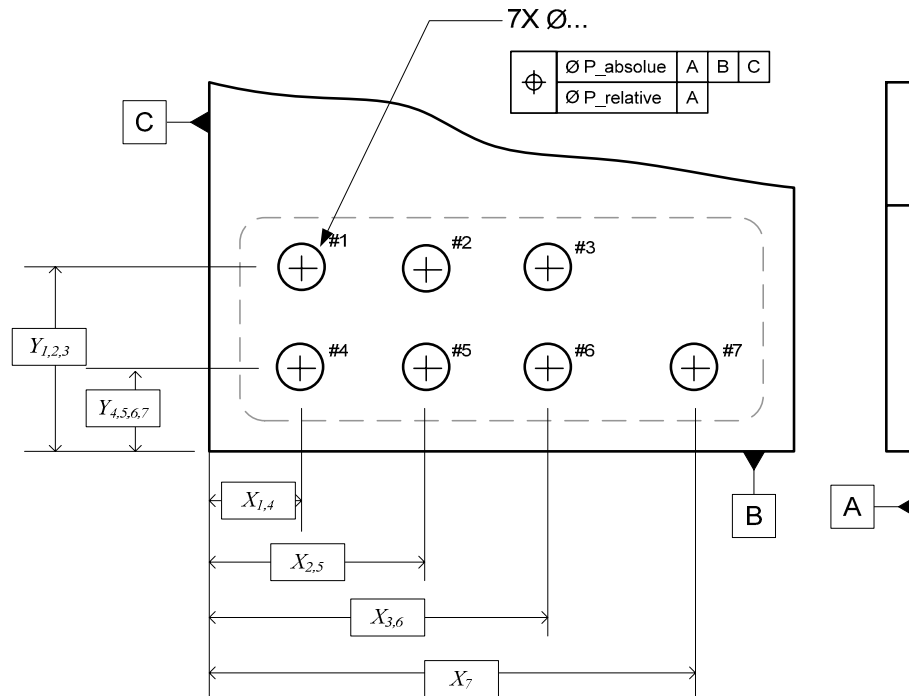 7X Ø...
Ø P_absolue A B C
Ø P_relative A
C
#1 #2 #3
Y1,2,3
#4 #5 #6 #7
Y4,5,6,7
X1,4
B
A
X2,5
X3,6
X7